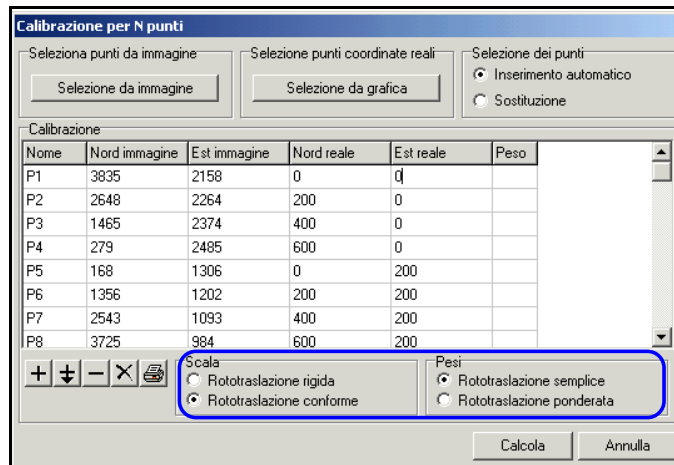 Calibrazione per N punti
Seleziona punti da immagine
Selezione da immagine
Selezione punti coordinate reali
Selezione da grafica
Selezione dei punti
Inserimento automatico
Sostituzione
Calibrazione
Nome Nord immagine Est immagine Nord reale Est reale Peso
P1 3835 2158 0 0
P2 2648 2264 200 0
P3 1465 2374 400 0
P4 279 2485 600 0
P5 168 1306 0 200
P6 1356 1202 200 200
P7 2543 1093 400 200
P8 3725 984 600 200
Scala
Rototraslazione rigida
Rototraslazione conforme
Pesi
Rototraslazione semplice
Rototraslazione ponderata
Calcola
Annulla